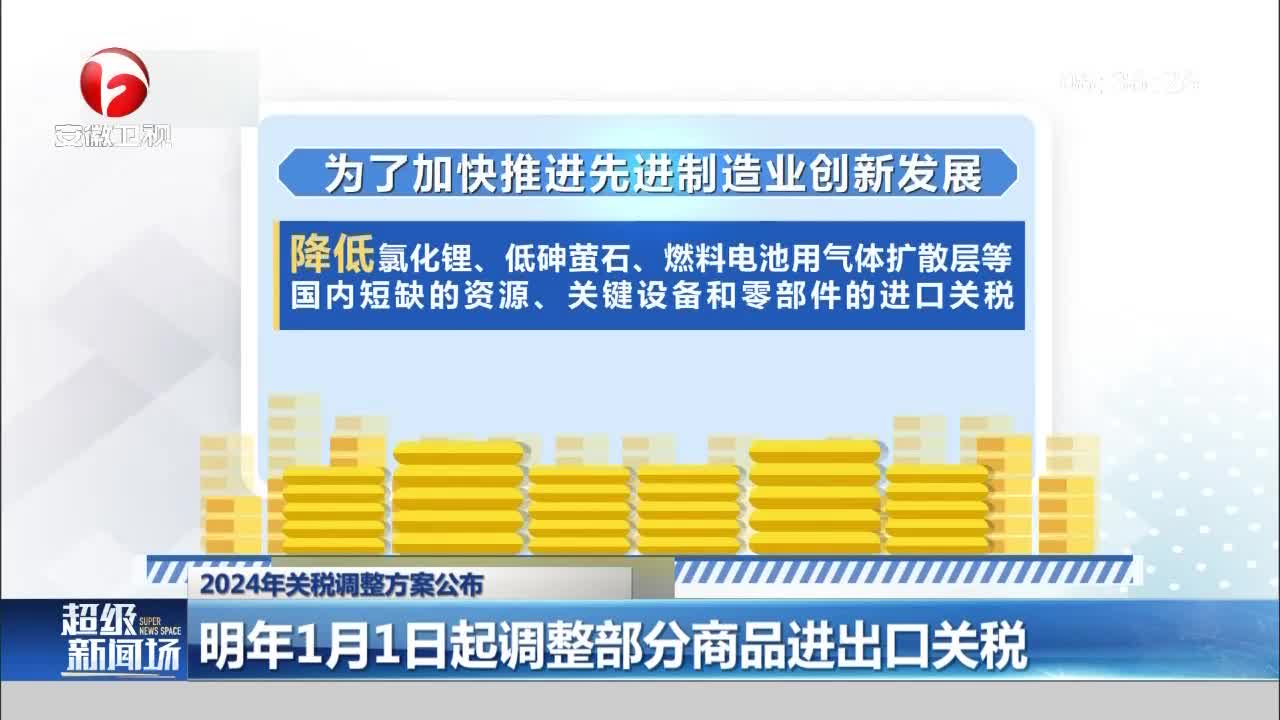 安徽卫视
为了加快推进先进制造业创新发展
降低氯化锂、低砷萤石、燃料电池用气体扩散层等
国内短缺的资源、关键设备和零部件的进口关税
2024年关税调整方案公布
超级
新闻场
SUPER
NEWS SPACE
明年1月1日起调整部分商品进出口关税